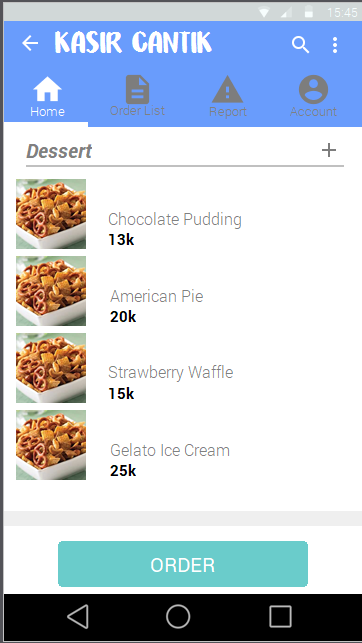 15.45
KASIR CANTIK
Home
Order List
Report
Account
Dessert
Chocolate Pudding
13k
American Pie
20k
Strawberry Waffle
15k
Gelato Ice Cream
25k
ORDER